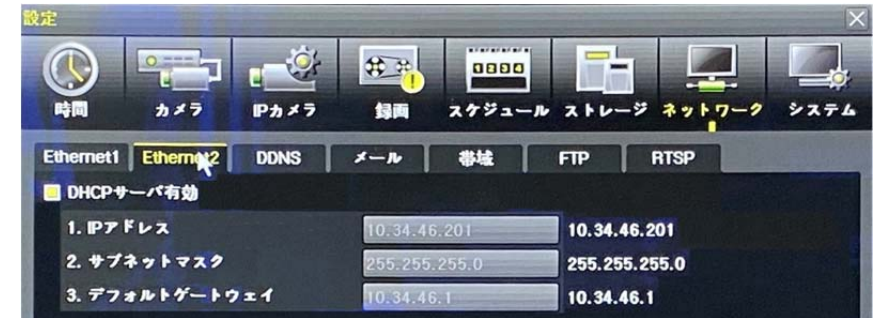 設定
時間 カメラ IPカメラ 録画 スケジュール ストレージ ネットワーク システム
Ethernet1 Ethernet2 DDNS メール 帯域 FTP RTSP
DHCPサーバ有効
1. IPアドレス 10.34.46.201 10.34.46.201
2. サブネットマスク 255.255.255.0 255.255.255.0
3. デフォルトゲートウェイ 10.34.46.1 10.34.46.1